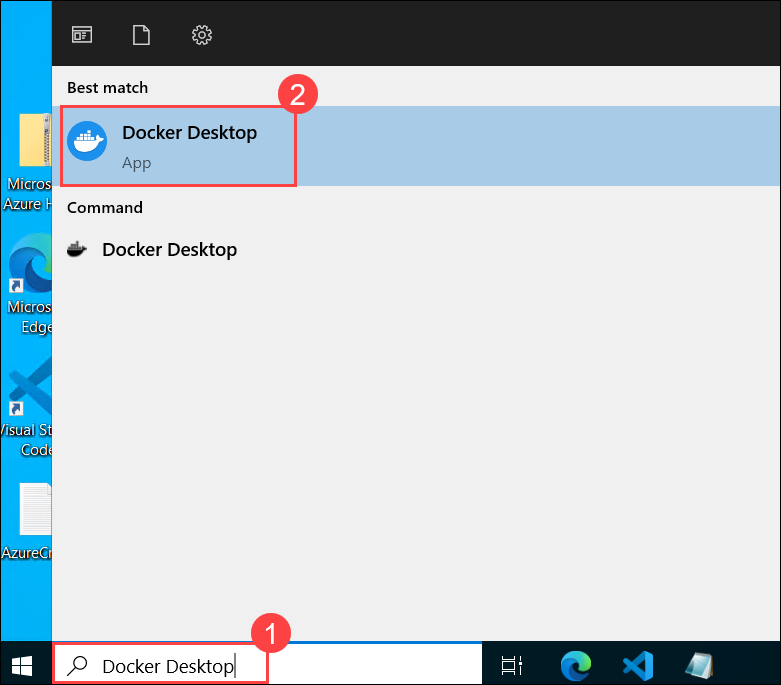 Best match
2
Docker Desktop
App
Command
Docker Desktop
Micros
Azure H
Micros
Edge
Visual St
Code
AzureCr
1
Docker Desktop